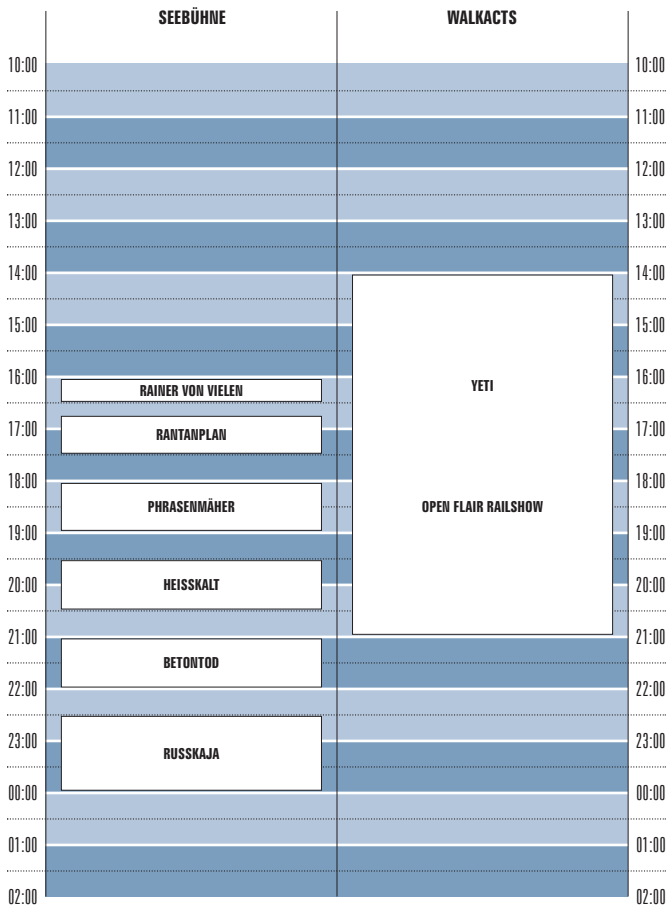 SEEBÜHNE WALKACTS
10:00 10:00
11:00 11:00
12:00 12:00
13:00 13:00
14:00 14:00
15:00 15:00
16:00 YETI 16:00
RAINER VON VIELEN
17:00 RANTANPLAN 17:00
18:00 18:00
PHRASENMÄHER OPEN FLAIR RAILSHOW
19:00 19:00
20:00 HEISSKALT 20:00
21:00 21:00
BETONTOD
22:00 22:00
23:00 RUSSKAJA 23:00
00:00 00:00
01:00 01:00
02:00 02:00